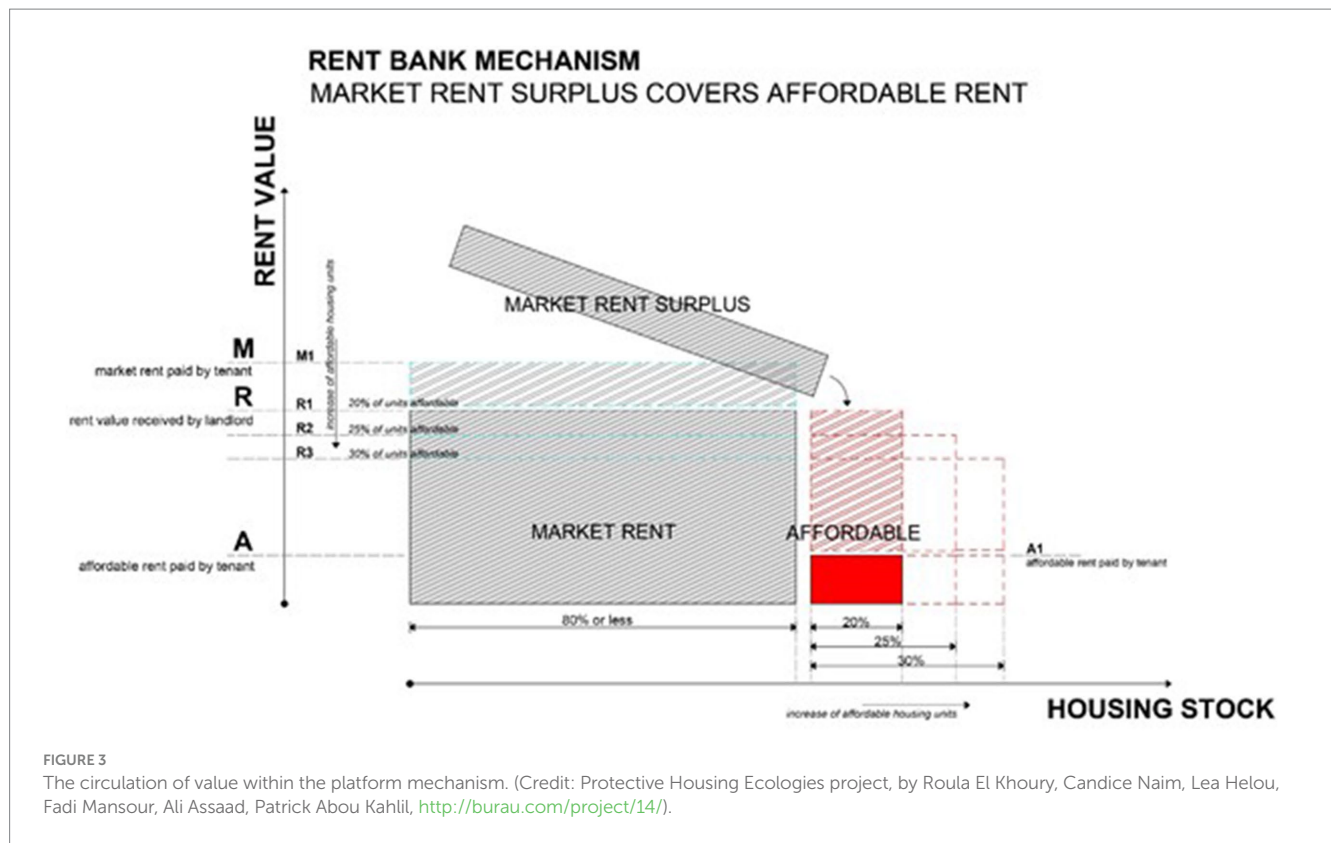 RENT BANK MECHANISM
MARKET RENT SURPLUS COVERS AFFORDABLE RENT
RENT VALUE
increase of affordable housing units
MARKET RENT SURPLUS
M
market rent paid by tenant
M1
R
rent value received by landlord
R1
20% of units affordable
R2
25% of units affordable
R3
30% of units affordable
MARKET RENT
AFFORDABLE
A
affordable rent paid by tenant
A1
affordable rent paid by tenant
80% or less
20%
25%
30%
increase of affordable housing units
HOUSING STOCK
FIGURE 3
The circulation of value within the platform mechanism. (Credit: Protective Housing Ecologies project, by Roula El Khoury, Candice Naim, Lea Helou,
Fadi Mansour, Ali Assaad, Patrick Abou Kahlil, http://burau.com/project/14/).